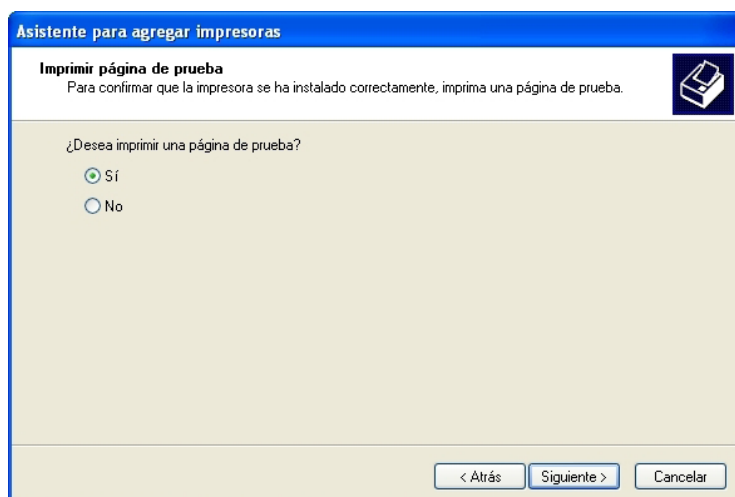 Asistente para agregar impresoras
Imprimir página de prueba
Para confirmar que la impresora se ha instalado correctamente, imprima una página de prueba.
¿Desea imprimir una página de prueba?
Sí
No
< Atrás
Siguiente >
Cancelar